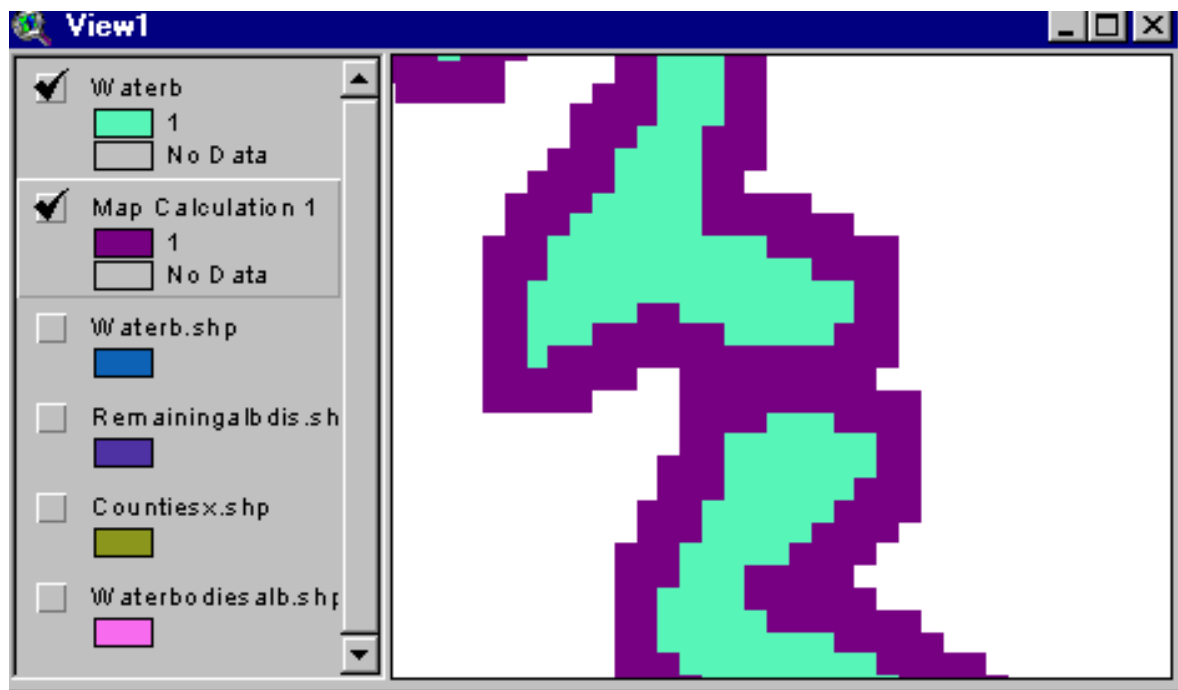 View1
Waterb
1
No Data
Map Calculation 1
1
No Data
Waterb.shp
Remainingalbdis.sh
Countiesx.shp
Waterbodiesalb.shp